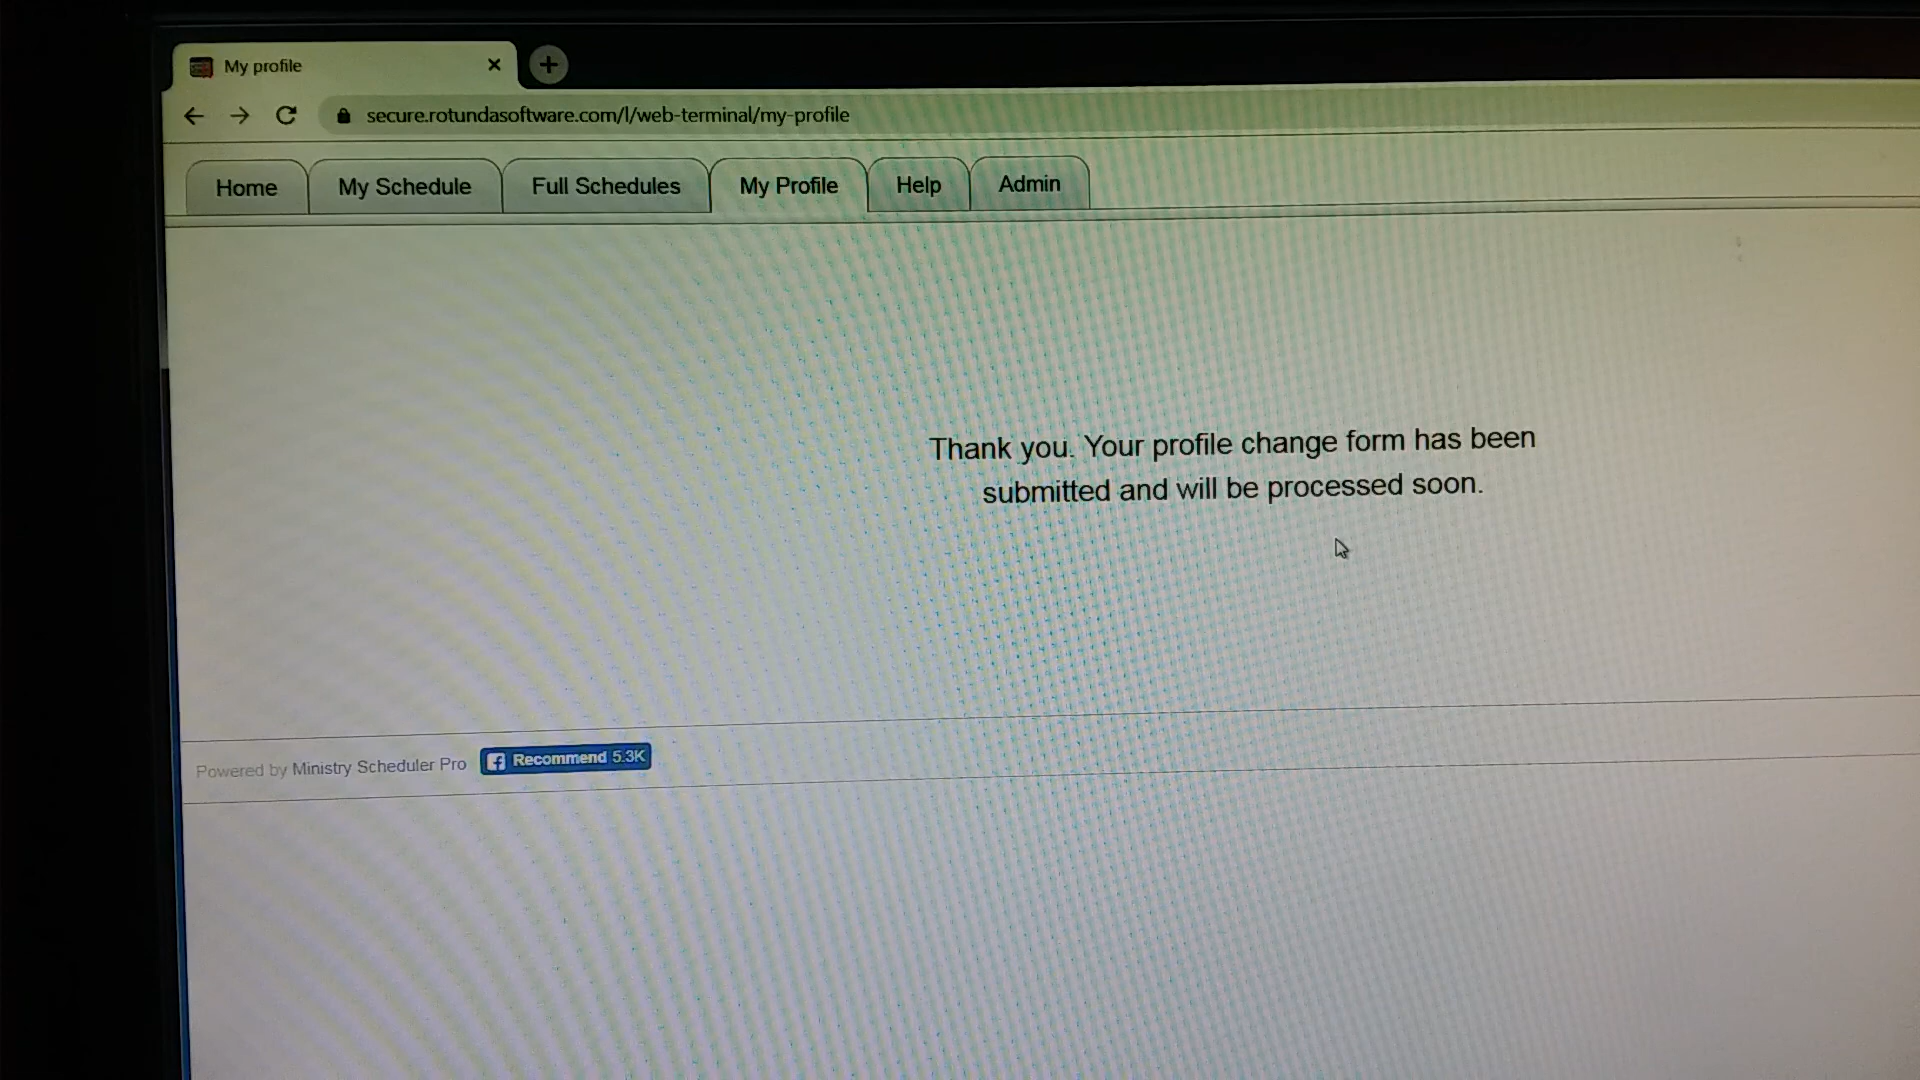 My profile
secure.rotundasoftware.com/l/web-terminal/my-profile
Home My Schedule Full Schedules My Profile Help Admin
Thank you. Your profile change form has been
submitted and will be processed soon.
Powered by Ministry Scheduler Pro Recommend 5.3K